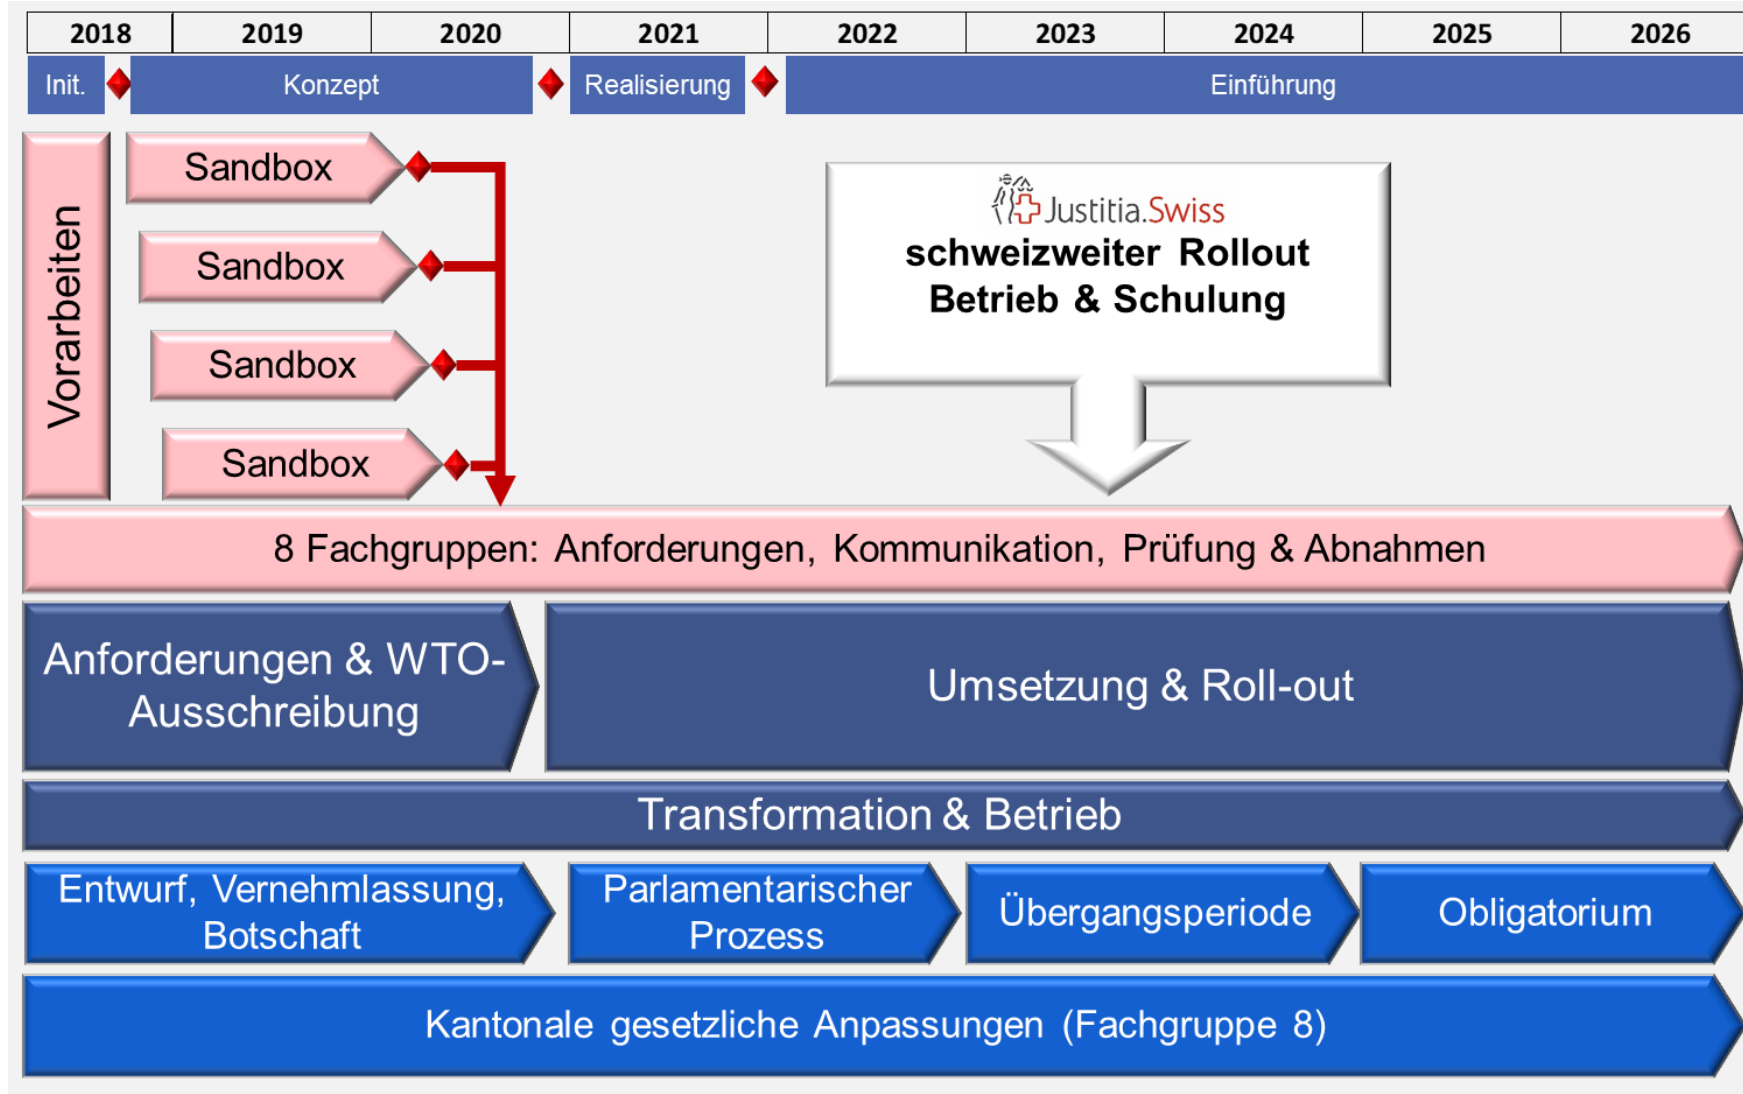 2018 2019 2020 2021 2022 2023 2024 2025 2026
Init. Konzept Realisierung Einführung
Vorarbeiten
Sandbox
Sandbox
Sandbox
Sandbox
Justitia.Swiss
schweizweiter Rollout
Betrieb & Schulung
8 Fachgruppen: Anforderungen, Kommunikation, Prüfung & Abnahmen
Anforderungen & WTO-
Ausschreibung
Umsetzung & Roll-out
Transformation & Betrieb
Entwurf, Vernehmlassung,
Botschaft
Parlamentarischer
Prozess
Übergangsperiode
Obligatorium
Kantonale gesetzliche Anpassungen (Fachgruppe 8)